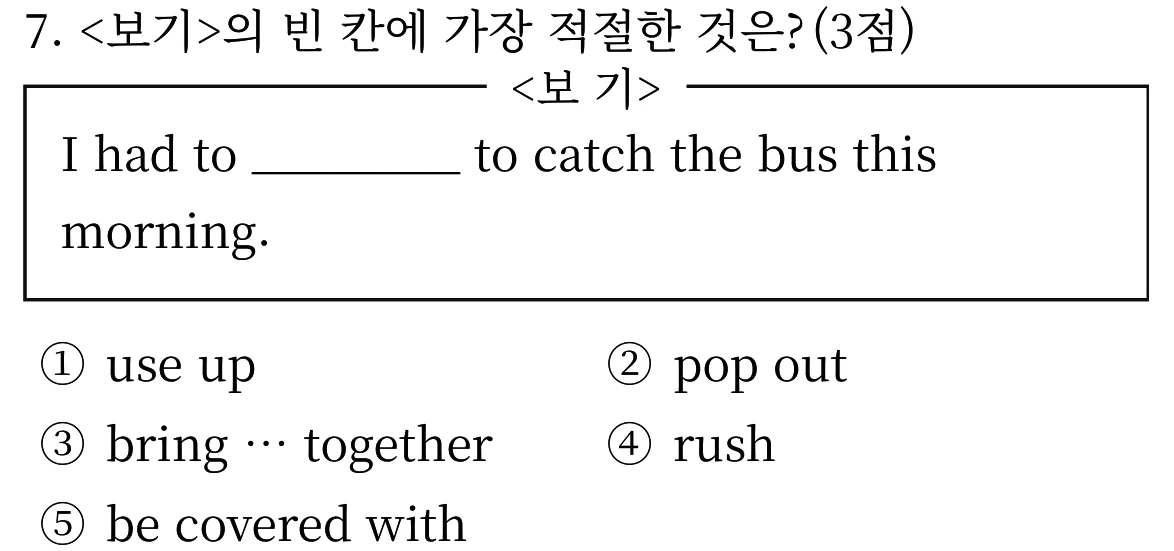 7. <보기>의 빈 칸에 가장 적절한 것은?(3점)
<보 기>
I had to ________ to catch the bus this
morning.
① use up ② pop out
③ bring ⋯ together ④ rush
⑤ be covered with